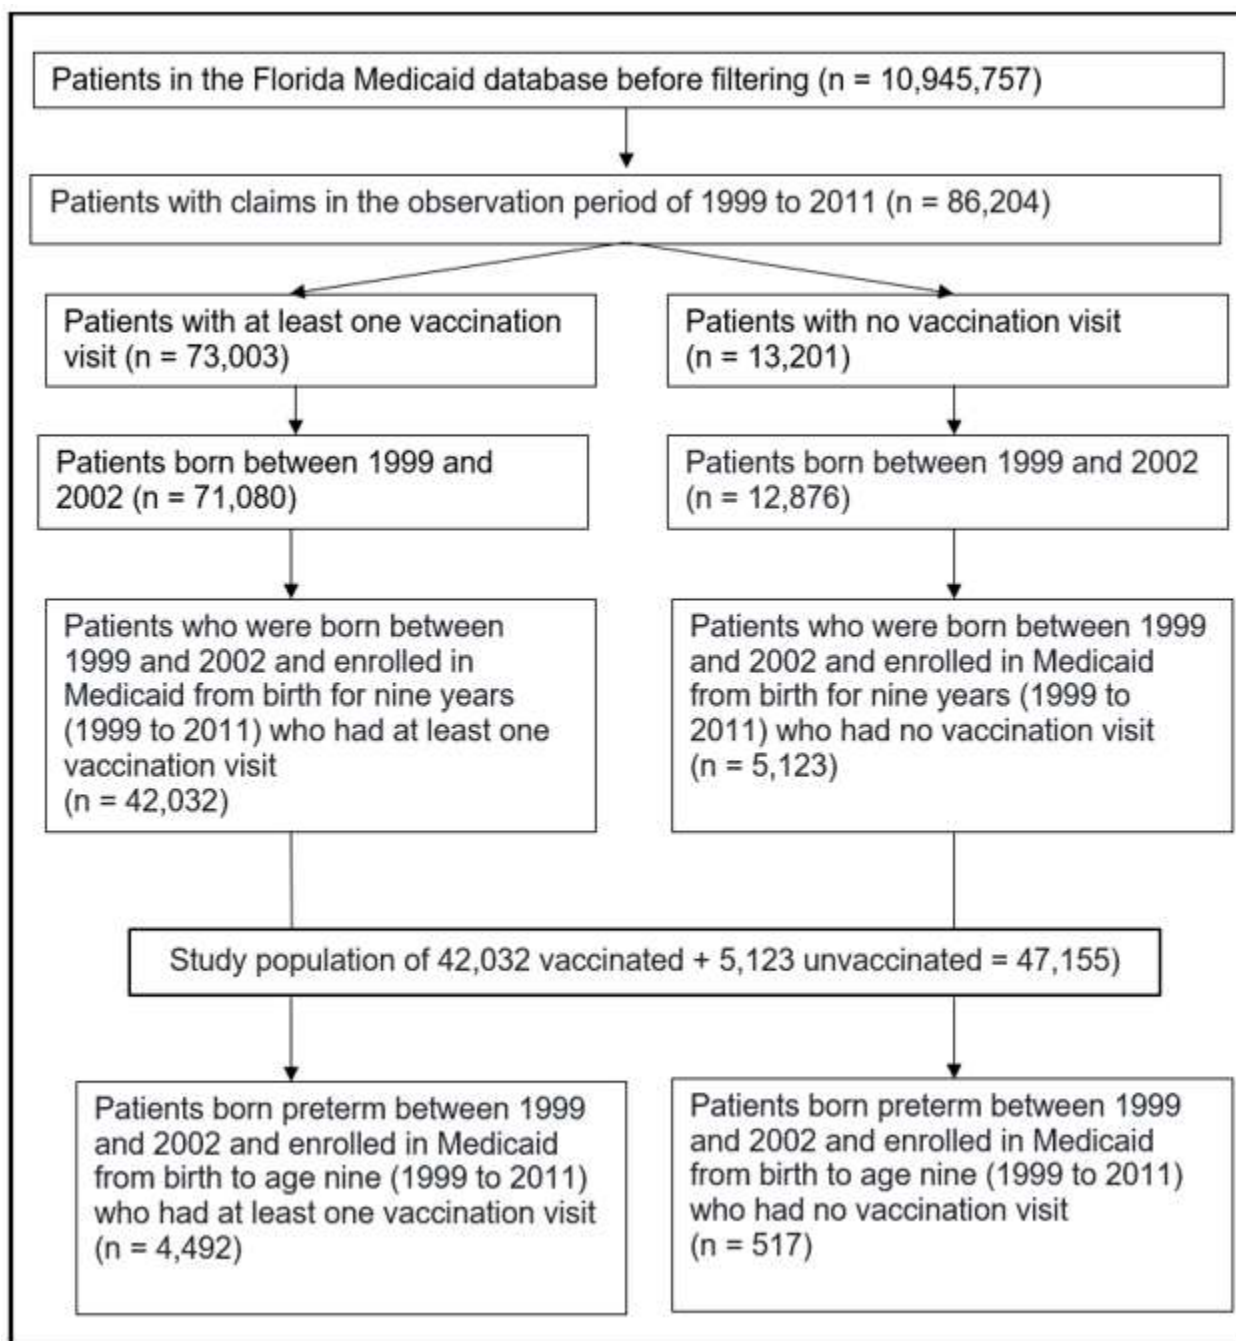 Patients in the Florida Medicaid database before filtering (n = 10,945,757)
Patients with claims in the observation period of 1999 to 2011 (n = 86,204)
Patients with at least one vaccination
visit (n = 73,003)
Patients with no vaccination visit
(n = 13,201)
Patients born between 1999 and
2002 (n = 71,080)
Patients born between 1999 and 2002
(n = 12,876)
Patients who were born between
1999 and 2002 and enrolled in
Medicaid from birth for nine years
(1999 to 2011) who had at least one
vaccination visit
(n = 42,032)
Patients who were born between 1999
and 2002 and enrolled in Medicaid
from birth for nine years (1999 to
2011) who had no vaccination visit
(n = 5,123)
Study population of 42,032 vaccinated + 5,123 unvaccinated = 47,155)
Patients born preterm between 1999
and 2002 and enrolled in Medicaid
from birth to age nine (1999 to 2011)
who had at least one vaccination visit
(n = 4,492)
Patients born preterm between 1999
and 2002 and enrolled in Medicaid
from birth to age nine (1999 to 2011)
who had no vaccination visit
(n = 517)